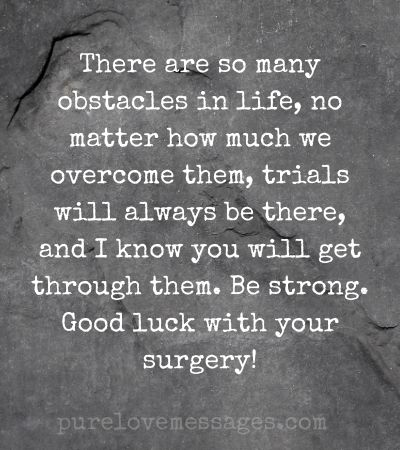 There are so many
obstacles in life, no
matter how much we
overcome them, trials
will always be there,
and I know you will get
through them. Be strong.
Good luck with your
surgery!
purelovemessages.com